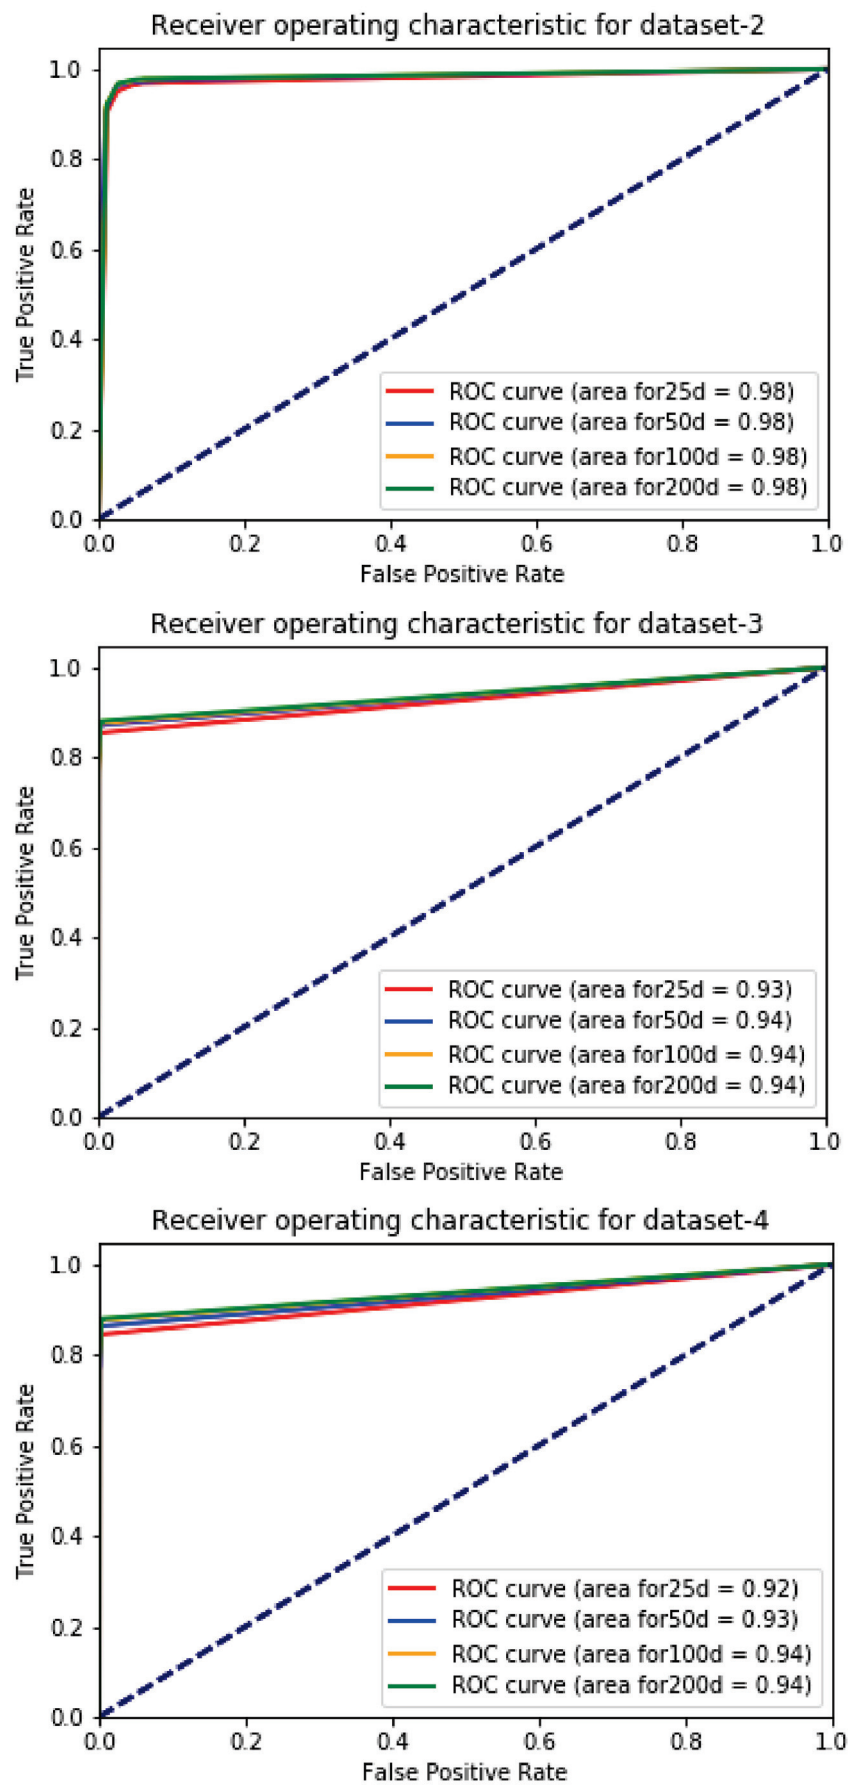 Receiver operating characteristic for dataset-2
1.0
0.8
0.6
0.4
0.2
0.0
True Positive Rate
ROC curve (area for25d = 0.98)
ROC curve (area for50d = 0.98)
ROC curve (area for100d = 0.98)
ROC curve (area for200d = 0.98)
0.0 0.2 0.4 0.6 0.8 1.0
False Positive Rate
Receiver operating characteristic for dataset-3
1.0
0.8
0.6
0.4
0.2
0.0
True Positive Rate
ROC curve (area for25d = 0.93)
ROC curve (area for50d = 0.94)
ROC curve (area for100d = 0.94)
ROC curve (area for200d = 0.94)
0.0 0.2 0.4 0.6 0.8 1.0
False Positive Rate
Receiver operating characteristic for dataset-4
1.0
0.8
0.6
0.4
0.2
0.0
True Positive Rate
ROC curve (area for25d = 0.92)
ROC curve (area for50d = 0.93)
ROC curve (area for100d = 0.94)
ROC curve (area for200d = 0.94)
0.0 0.2 0.4 0.6 0.8 1.0
False Positive Rate